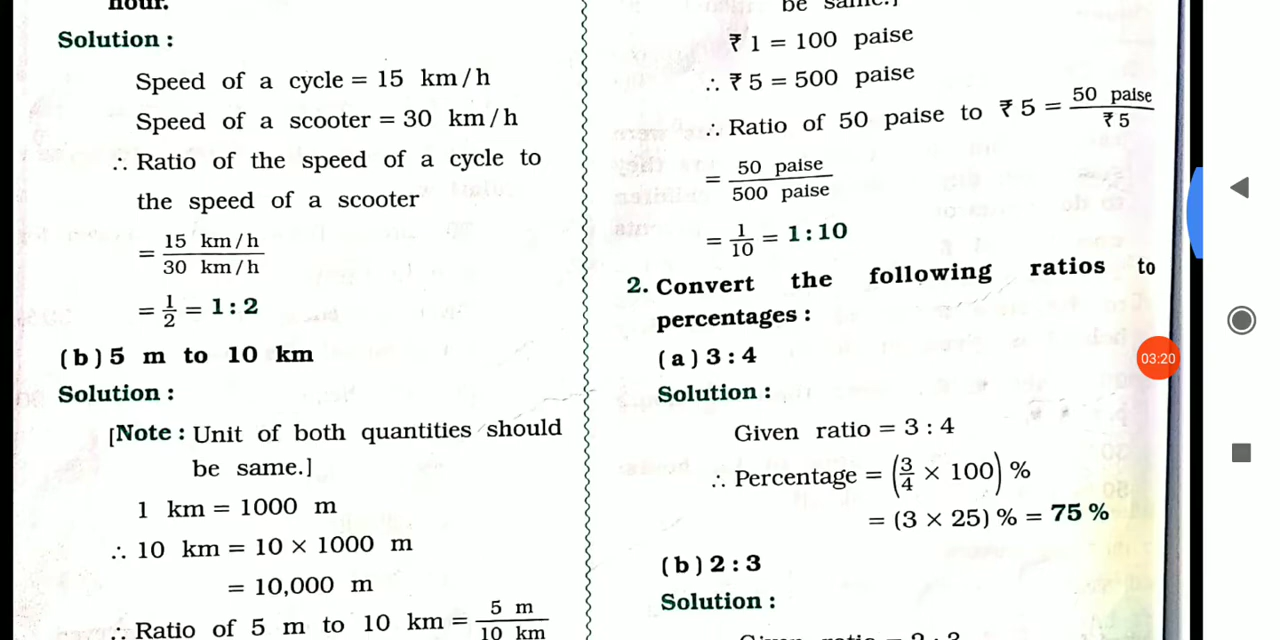 hour.
Solution :
Speed of a cycle = 15 km/h
Speed of a scooter = 30 km/h
∴ Ratio of the speed of a cycle to
the speed of a scooter
= 15 km/h / 30 km/h
= 1/2 = 1 : 2
(b) 5 m to 10 km
Solution :
[Note : Unit of both quantities should
be same.]
1 km = 1000 m
∴ 10 km = 10 × 1000 m
= 10,000 m
∴ Ratio of 5 m to 10 km = 5 m / 10 km
be same.]
₹ 1 = 100 paise
∴ ₹ 5 = 500 paise
∴ Ratio of 50 paise to ₹ 5 = 50 paise / ₹ 5
= 50 paise / 500 paise
= 1/10 = 1 : 10
2. Convert the following ratios to
percentages :
(a) 3 : 4
Solution :
Given ratio = 3 : 4
∴ Percentage = (3/4 × 100) %
= (3 × 25) % = 75 %
(b) 2 : 3
Solution :
Given ratio = 2 : 3
03:20